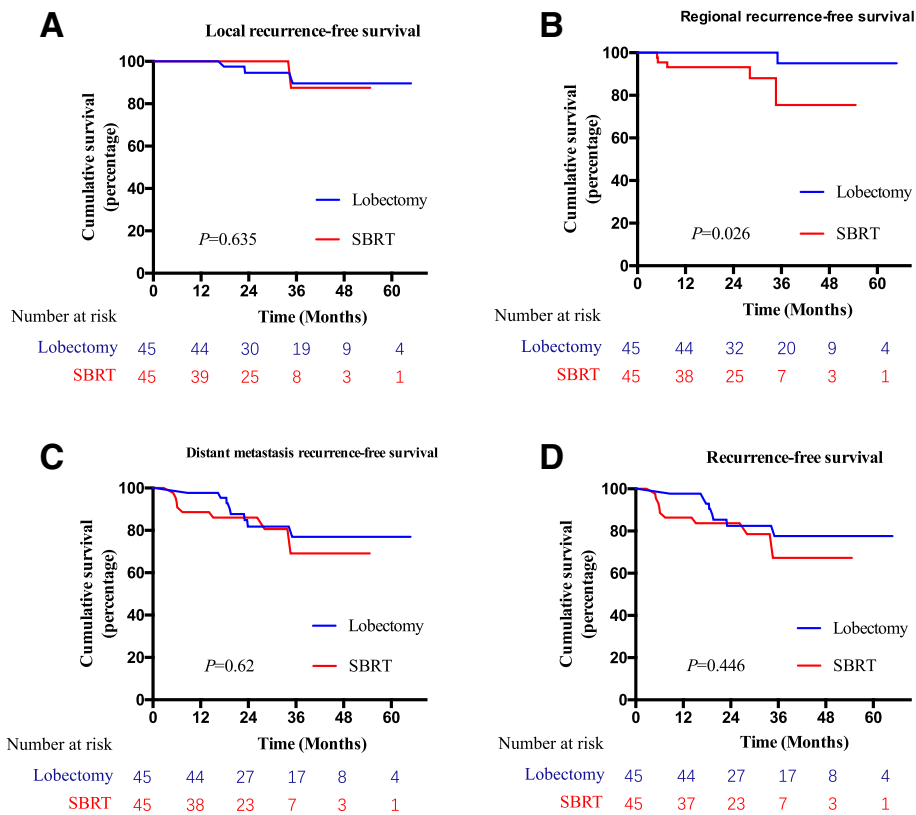 A
Local recurrence-free survival
100
80
60
40
20
0
Cumulative survival
(percentage)
Lobectomy
SBRT
P=0.635
0 12 24 36 48 60
Time (Months)
Number at risk
Lobectomy 45 44 30 19 9 4
SBRT 45 39 25 8 3 1
B
Regional recurrence-free survival
100
80
60
40
20
0
Cumulative survival
(percentage)
Lobectomy
SBRT
P=0.026
0 12 24 36 48 60
Time (Months)
Number at risk
Lobectomy 45 44 32 20 9 4
SBRT 45 38 25 7 3 1
C
Distant metastasis recurrence-free survival
100
80
60
40
20
0
Cumulative survival
(percentage)
Lobectomy
SBRT
P=0.62
0 12 24 36 48 60
Time (Months)
Number at risk
Lobectomy 45 44 27 17 8 4
SBRT 45 38 23 7 3 1
D
Recurrence-free survival
100
80
60
40
20
0
Cumulative survival
(percentage)
Lobectomy
SBRT
P=0.446
0 12 24 36 48 60
Time (Months)
Number at risk
Lobectomy 45 44 27 17 8 4
SBRT 45 37 23 7 3 1